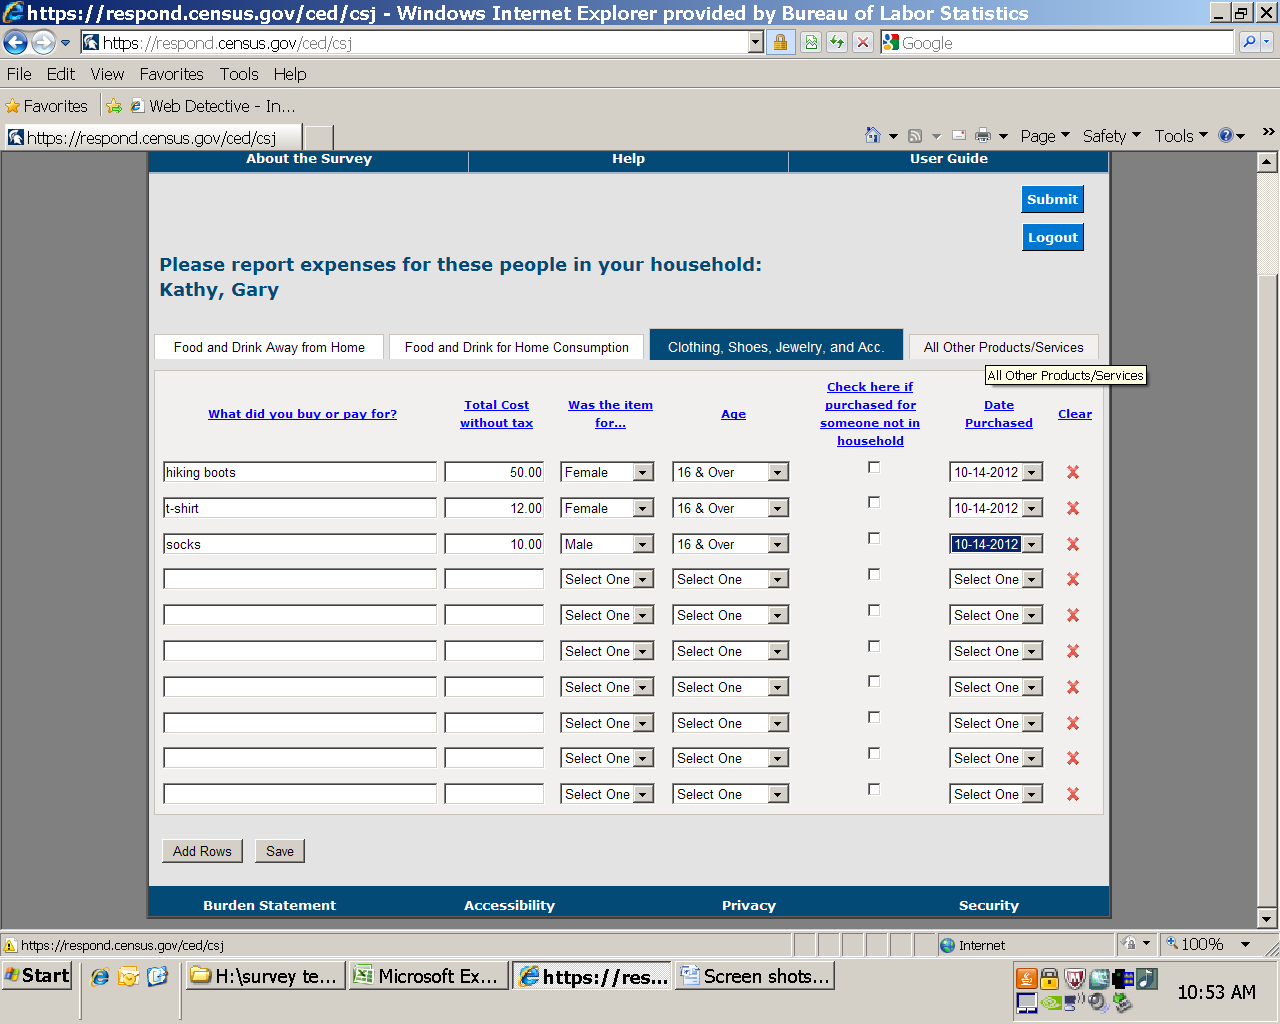 https://respond.census.gov/ced/csj - Windows Internet Explorer provided by Bureau of Labor Statistics
https://respond.census.gov/ced/csj
Google
File Edit View Favorites Tools Help
Favorites Web Detective - In...
https://respond.census.gov/ced/csj
Page Safety Tools »
About the Survey Help User Guide
Submit
Logout
Please report expenses for these people in your household:
Kathy, Gary
Food and Drink Away from Home Food and Drink for Home Consumption Clothing, Shoes, Jewelry, and Acc. All Other Products/Services
All Other Products/Services
What did you buy or pay for?
Total Cost
without tax
Was the item
for...
Age
Check here if
purchased for
someone not in
household
Date
Purchased
Clear
hiking boots 50.00 Female 16 & Over 10-14-2012
t-shirt 12.00 Female 16 & Over 10-14-2012
socks 10.00 Male 16 & Over 10-14-2012
Select One Select One Select One
Select One Select One Select One
Select One Select One Select One
Select One Select One Select One
Select One Select One Select One
Select One Select One Select One
Select One Select One Select One
Add Rows Save
Burden Statement Accessibility Privacy Security
https://respond.census.gov/ced/csj Internet 100%
Start H:\survey te... Microsoft Ex... https://res... Screen shots... 10:53 AM